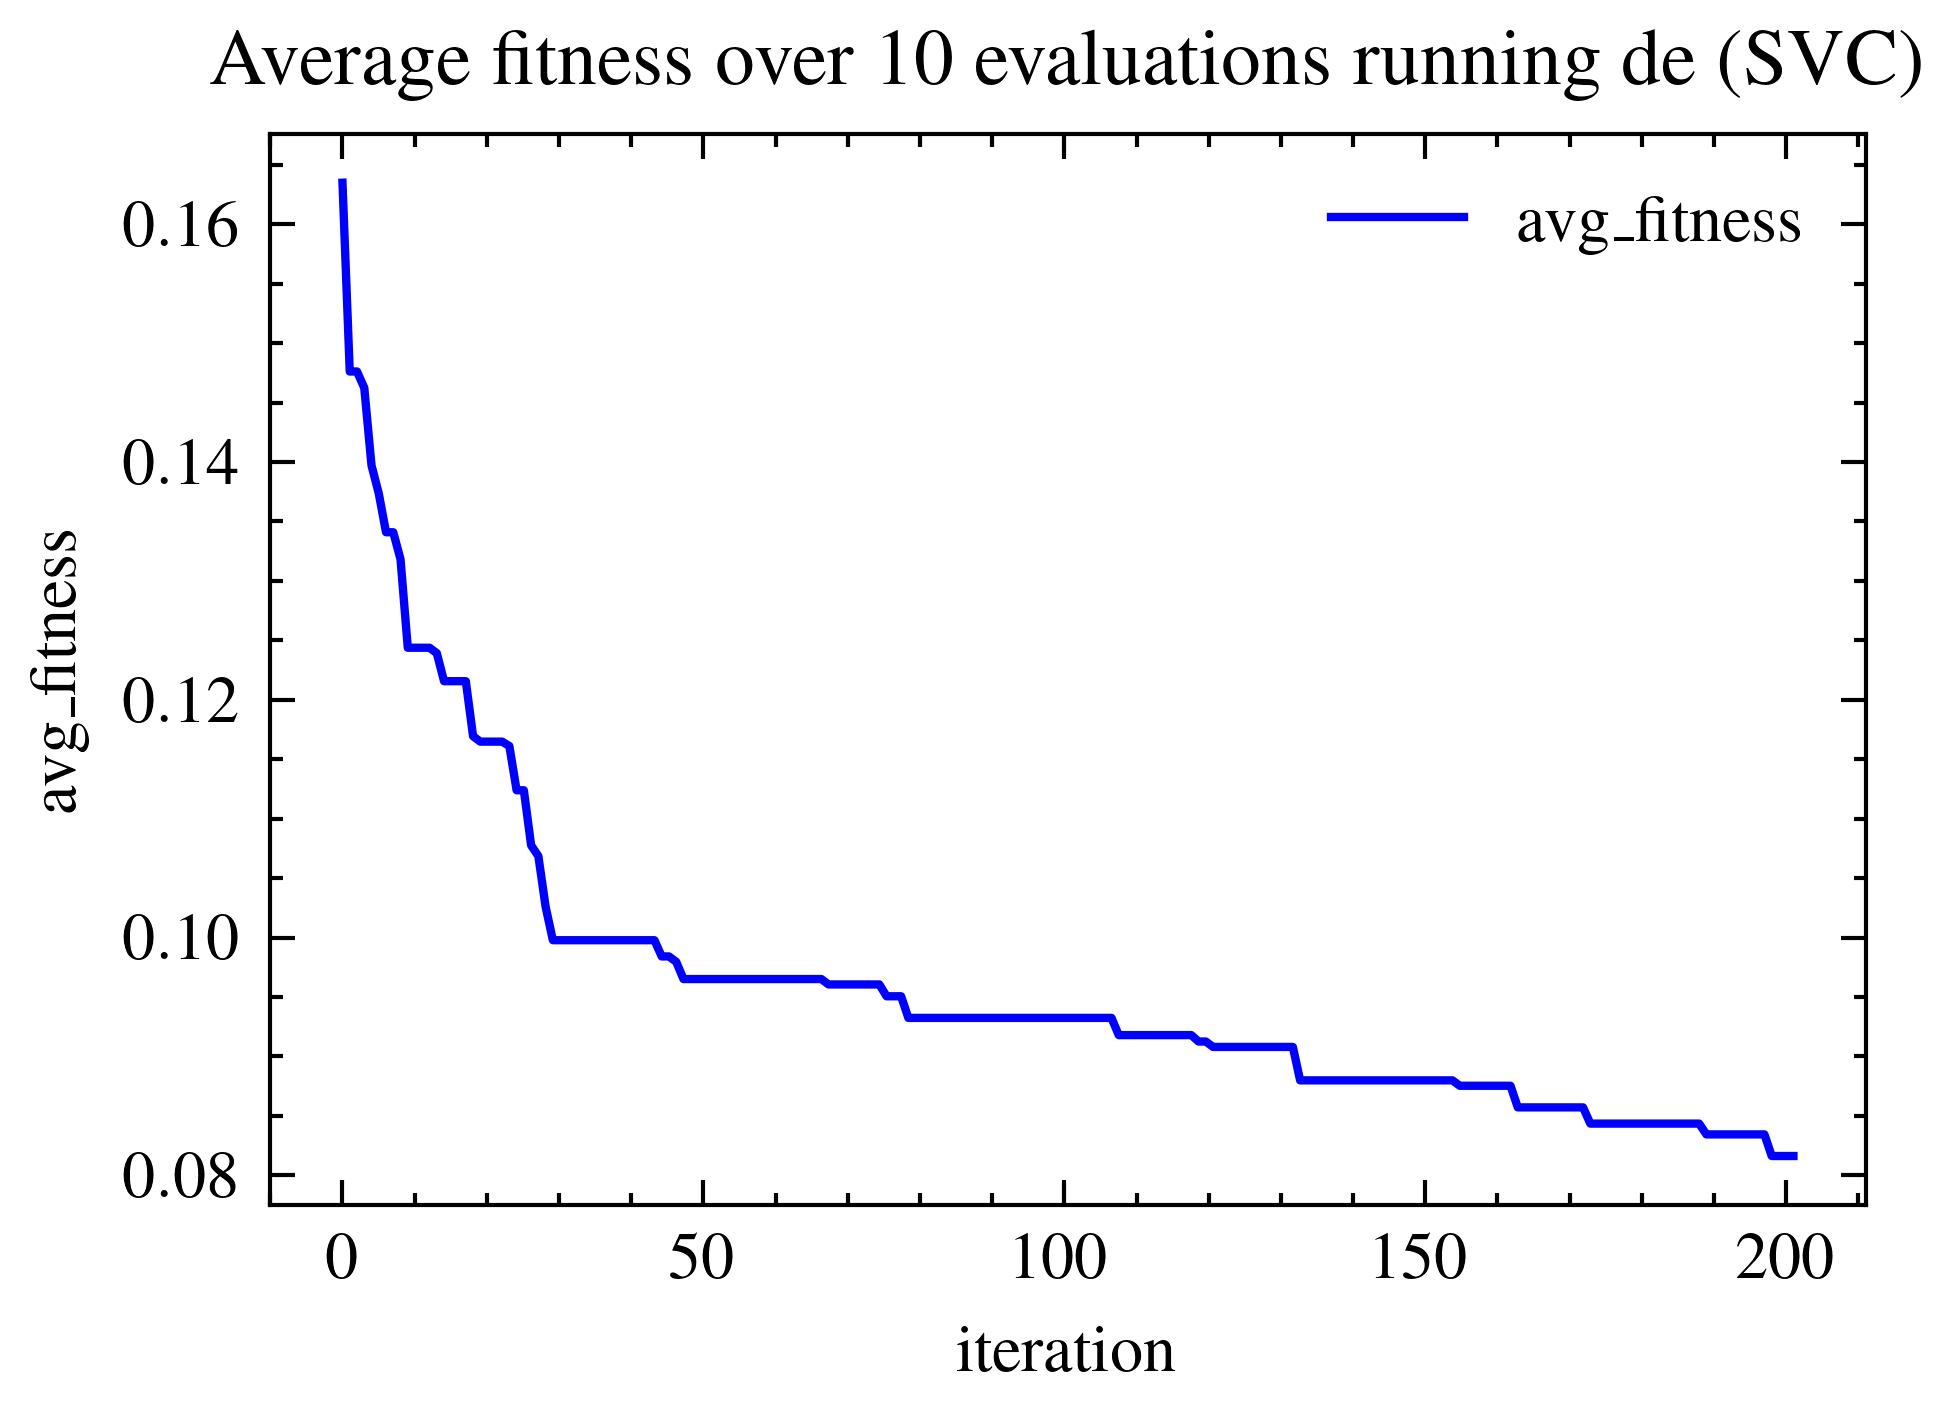 Average fitness over 10 evaluations running de (SVC)
avg_fitness
0.16
0.14
0.12
0.10
0.08
avg_fitness
0 50 100 150 200
iteration